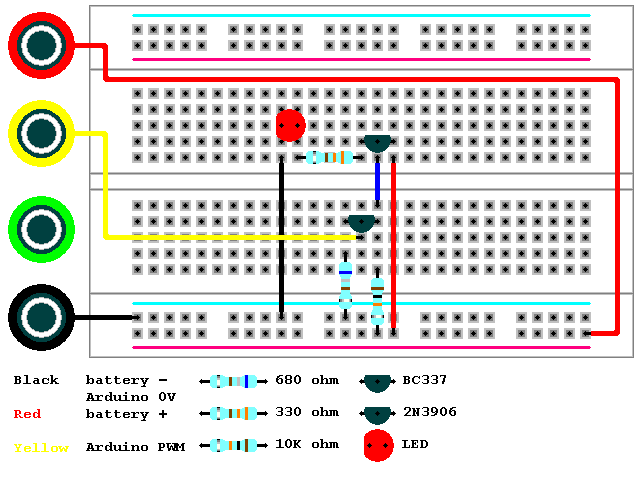 Black battery - 680 ohm BC337
Arduino 0V
Red battery + 330 ohm 2N3906
Yellow Arduino PWM 10K ohm LED